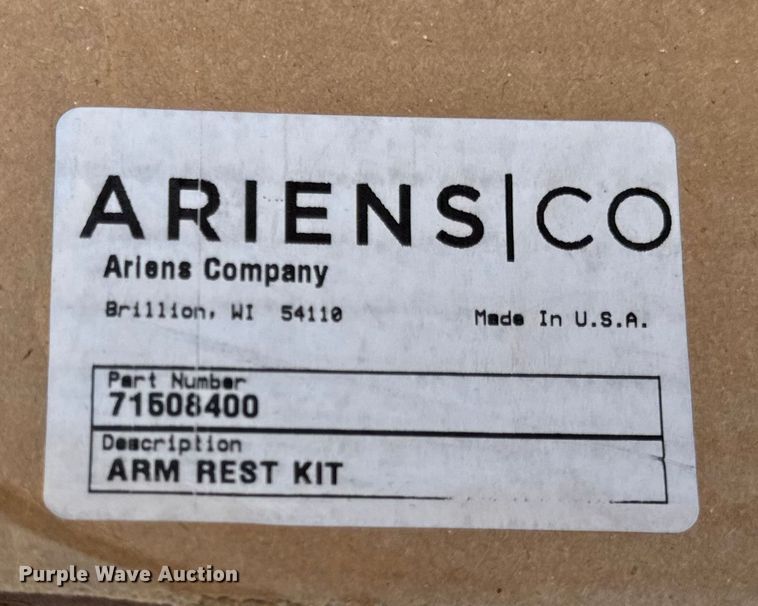 ARIENS|CO
Ariens Company
Brillion, WI 54110
Made In U.S.A.
Part Number
71508400
Description
ARM REST KIT
Purple Wave Auction